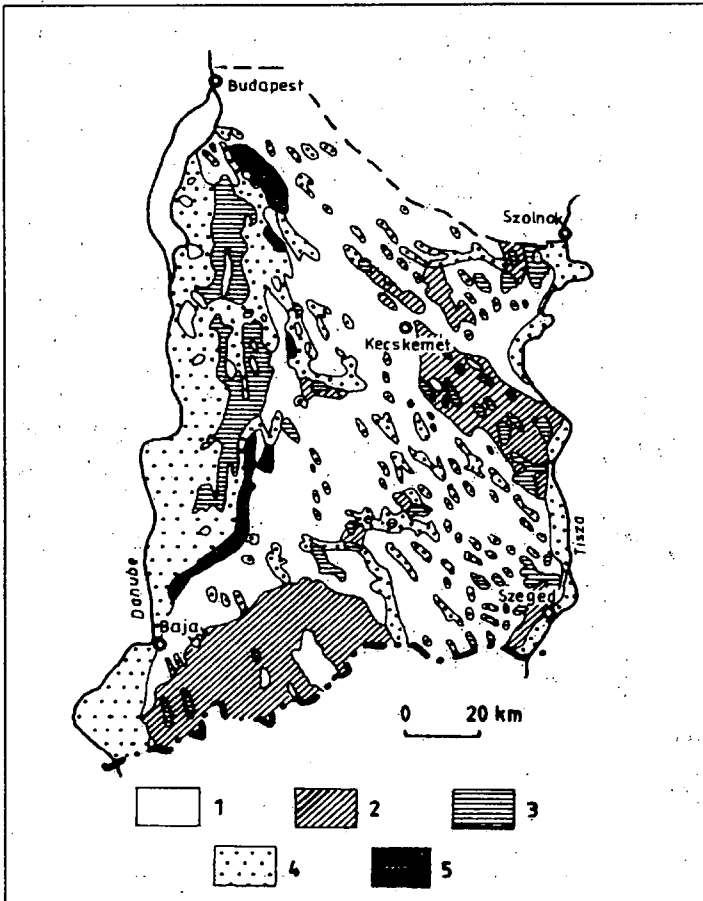 Budapest
Szolnok
Kecskemét
Tisza
Danube
Szeged
Baja
0 20 km
1 2 3
4 5